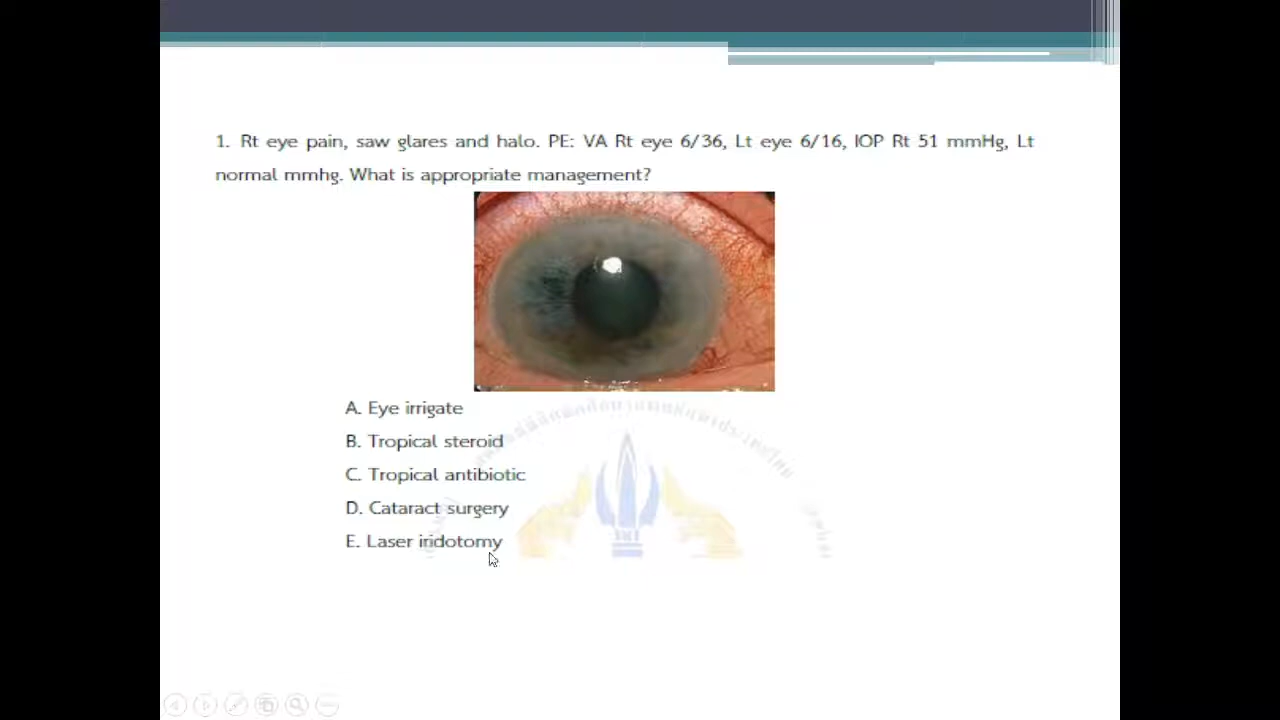 1. Rt eye pain, saw glares and halo. PE: VA Rt eye 6/36, Lt eye 6/16, IOP Rt 51 mmHg, Lt
normal mmhg. What is appropriate management?
A. Eye irrigate
B. Tropical steroid
C. Tropical antibiotic
D. Cataract surgery
E. Laser iridotomy